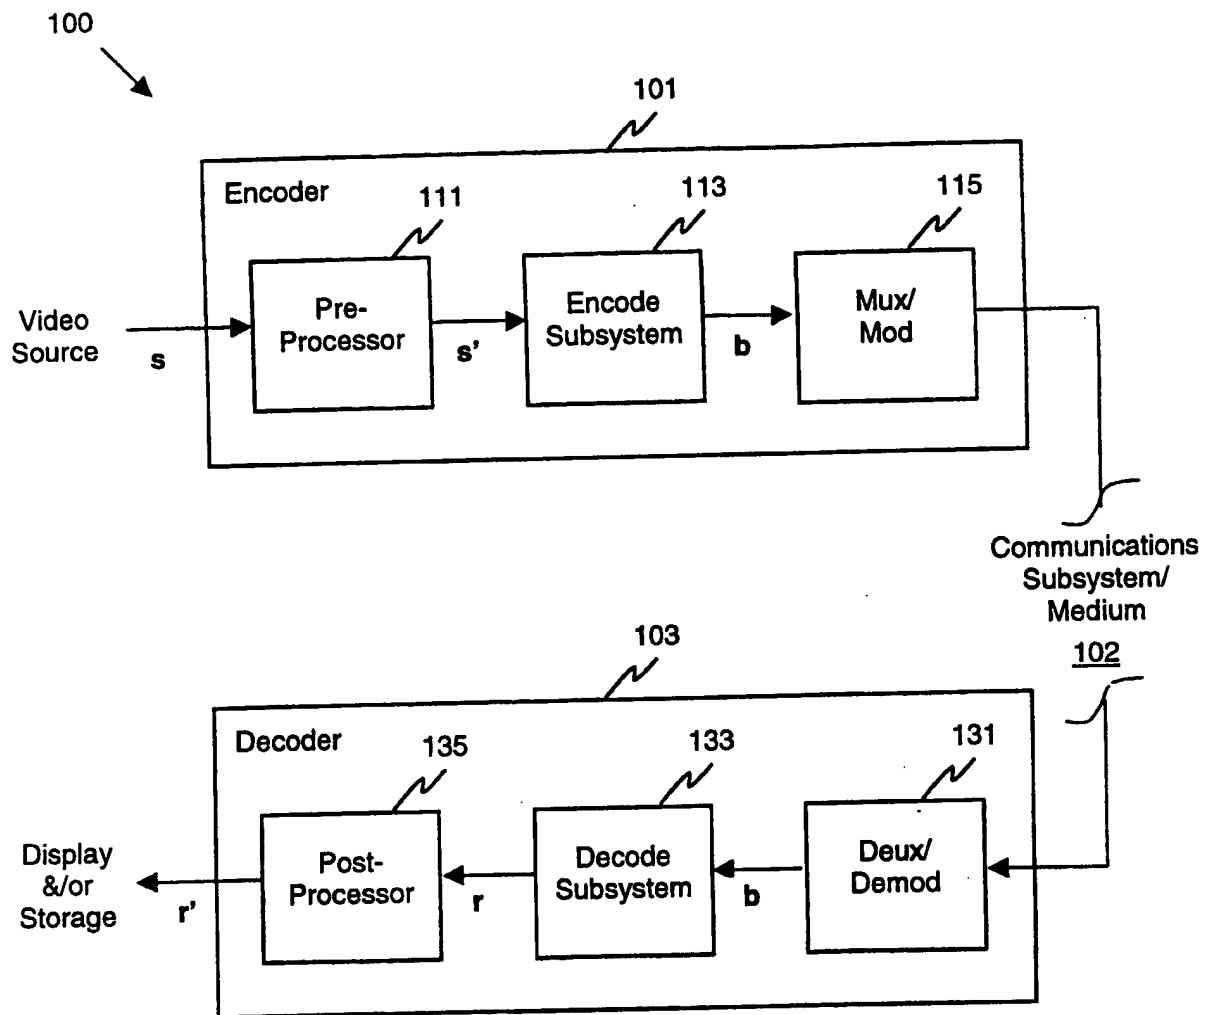 100
101
Encoder
111
113
115
Video
Source
s
Pre-
Processor
s’
Encode
Subsystem
b
Mux/
Mod
Communications
Subsystem/
Medium
102
103
Decoder
135
133
131
Display
&/or
Storage
r’
Post-
Processor
r
Decode
Subsystem
b
Deux/
Demod